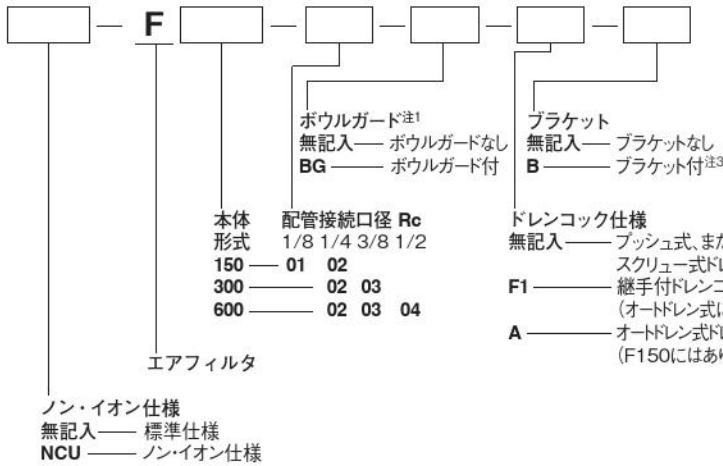 F
ボウルガード注1
無記入 ボウルガードなし
BG ボウルガード付
ブラケット
無記入 ブラケットなし
B ブラケット付注3
本体
形式
150
300
600
配管接続口径 Rc
1/8 1/4 3/8 1/2
01 02
02 03
02 03 04
ドレンコック仕様
無記入 プッシュ式、また
スクリュー式ドレ
F1 継手付ドレンコ
(オートドレン式に
A オートドレン式ドレ
(F150にはあり
エアフィルタ
ノン・イオン仕様
無記入 標準仕様
NCU ノン・イオン仕様